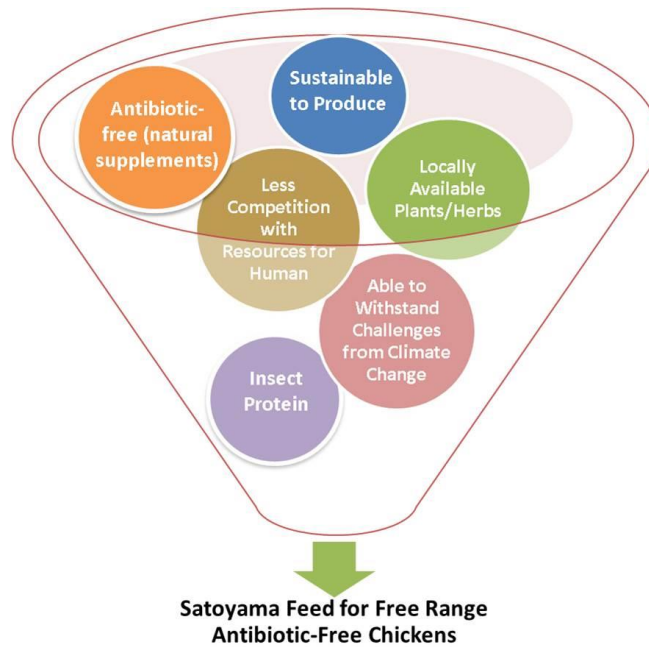 Sustainable
to Produce
Antibiotic-
free (natural
supplements)
Locally
Available
Plants/Herbs
Less
Competition
with
Resources for
Human
Able to
Withstand
Challenges
from Climate
Change
Insect
Protein
Satoyama Feed for Free Range
Antibiotic-Free Chickens